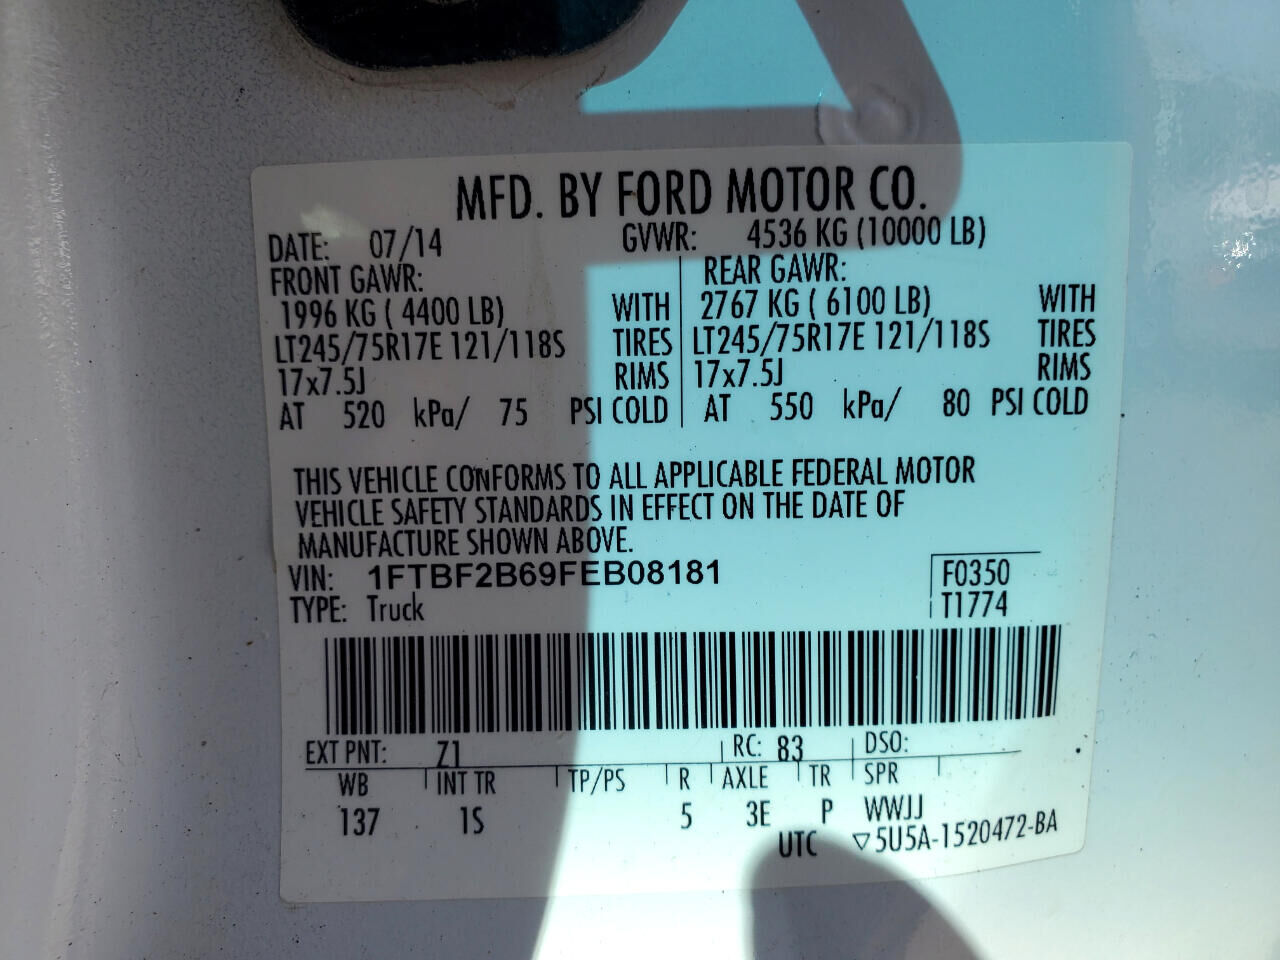 MFD. BY FORD MOTOR CO.
DATE: 07/14 GVWR: 4536 KG (10000 LB)
FRONT GAWR: REAR GAWR:
1996 KG ( 4400 LB) WITH 2767 KG ( 6100 LB) WITH
LT245/75R17E 121/118S TIRES LT245/75R17E 121/118S TIRES
17x7.5J RIMS 17x7.5J RIMS
AT 520 kPa/ 75 PSI COLD AT 550 kPa/ 80 PSI COLD
THIS VEHICLE CONFORMS TO ALL APPLICABLE FEDERAL MOTOR
VEHICLE SAFETY STANDARDS IN EFFECT ON THE DATE OF
MANUFACTURE SHOWN ABOVE.
VIN: 1FTBF2B69FEB08181 F0350
TYPE: Truck T1774
EXT PNT: Z1 RC: 83 DSO:
WB INT TR TP/PS R AXLE TR SPR
137 1S 5 3E P WWJJ
UTC ▽5U5A-1520472-BA